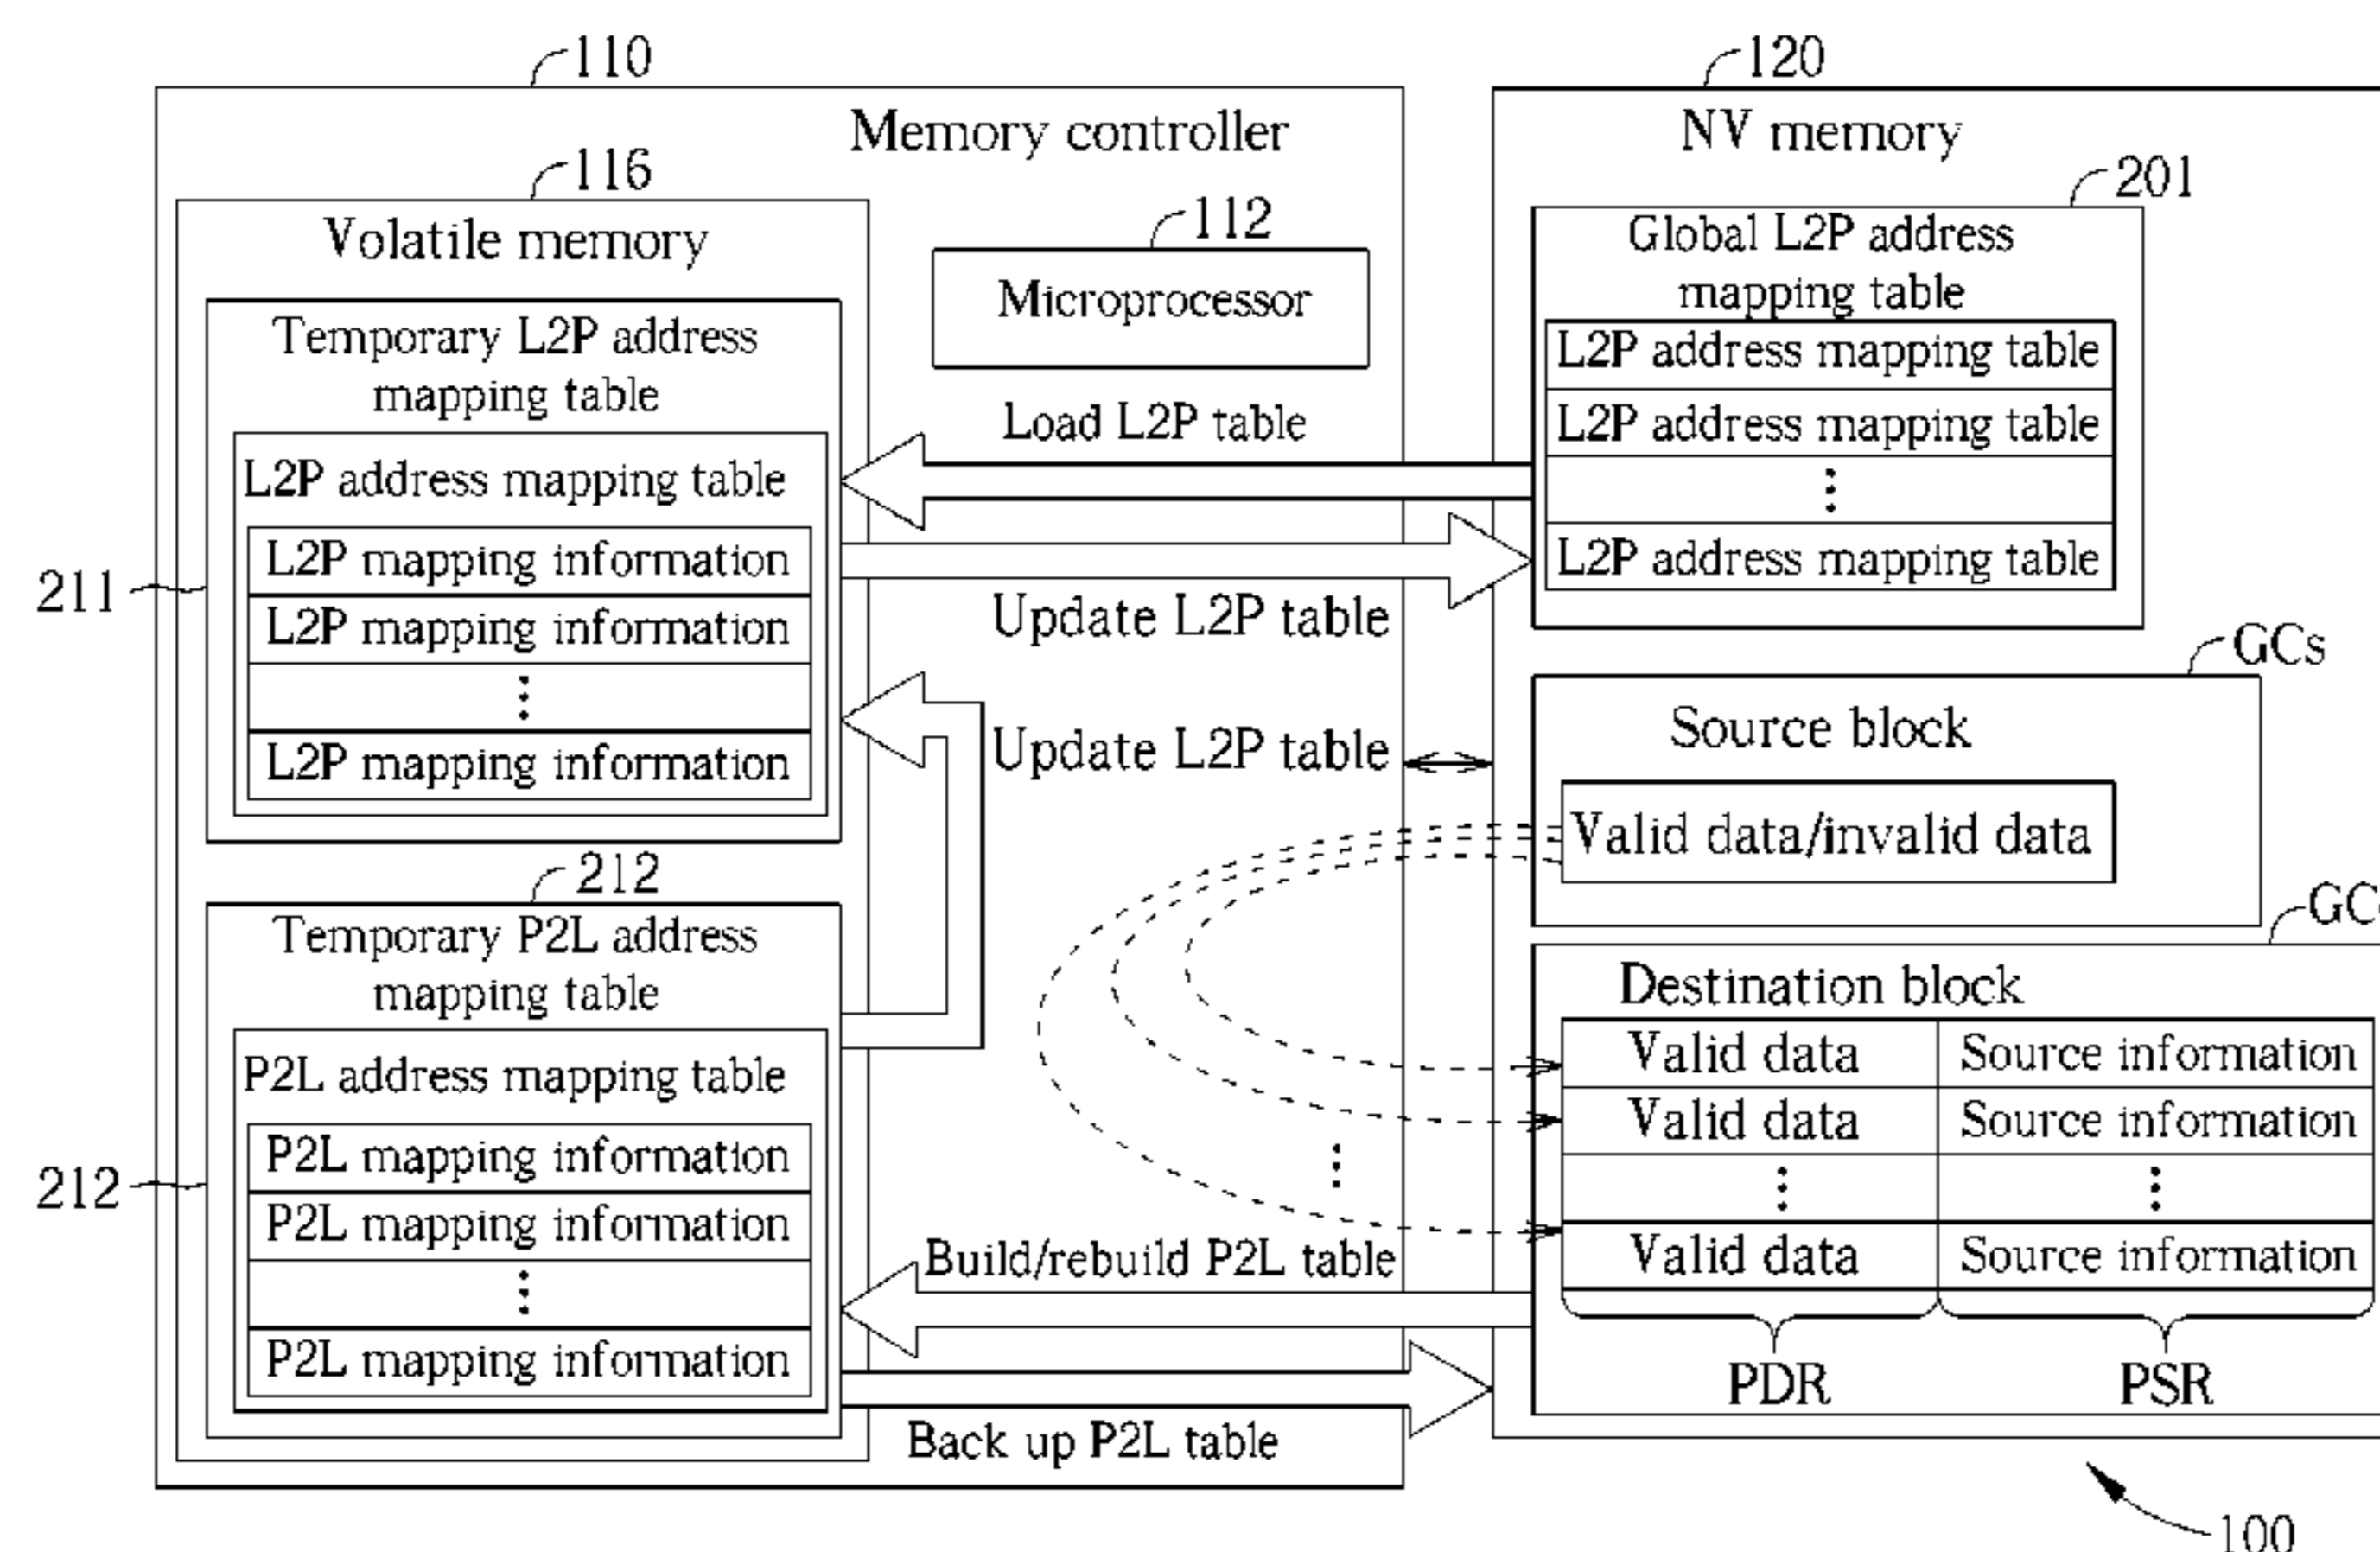 110
120
Memory controller
NV memory
116
201
112
Volatile memory
Global L2P address
mapping table
Microprocessor
Temporary L2P address
mapping table
L2P address mapping table
L2P address mapping table
L2P address mapping table
Load L2P table
L2P address mapping table
L2P mapping information
L2P mapping information
L2P mapping information
211
Update L2P table
GCs
Source block
Update L2P table
Valid data/invalid data
212
Temporary P2L address
mapping table
Destination block
P2L address mapping table
Valid data Source information
Valid data Source information
Valid data Source information
P2L mapping information
P2L mapping information
P2L mapping information
212
Build/rebuild P2L table
PDR
PSR
Back up P2L table
100